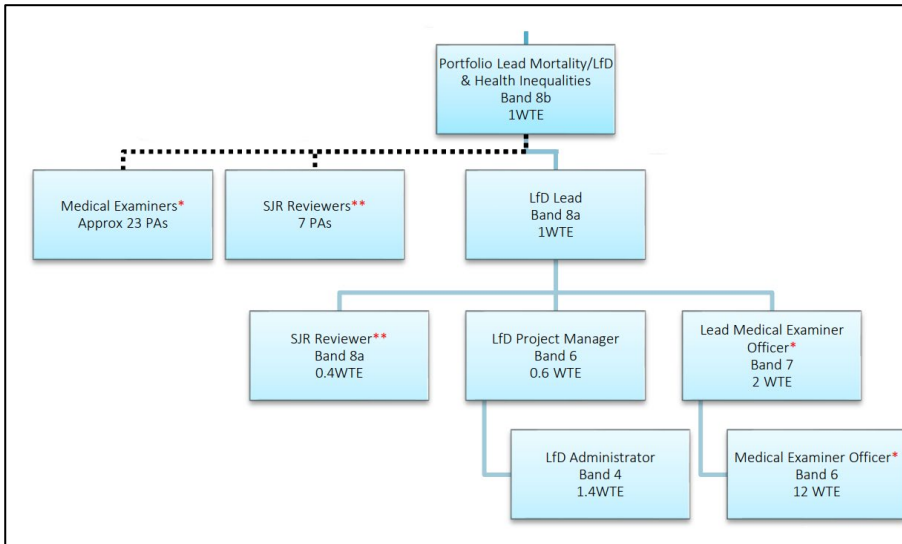 Portfolio Lead Mortality/LfD
& Health Inequalities
Band 8b
1WTE
Medical Examiners*
Approx 23 PAs
SJR Reviewers**
7 PAs
LfD Lead
Band 8a
1WTE
SJR Reviewer**
Band 8a
0.4WTE
LfD Project Manager
Band 6
0.6 WTE
Lead Medical Examiner
Officer*
Band 7
2 WTE
LfD Administrator
Band 4
1.4WTE
Medical Examiner Officer*
Band 6
12 WTE